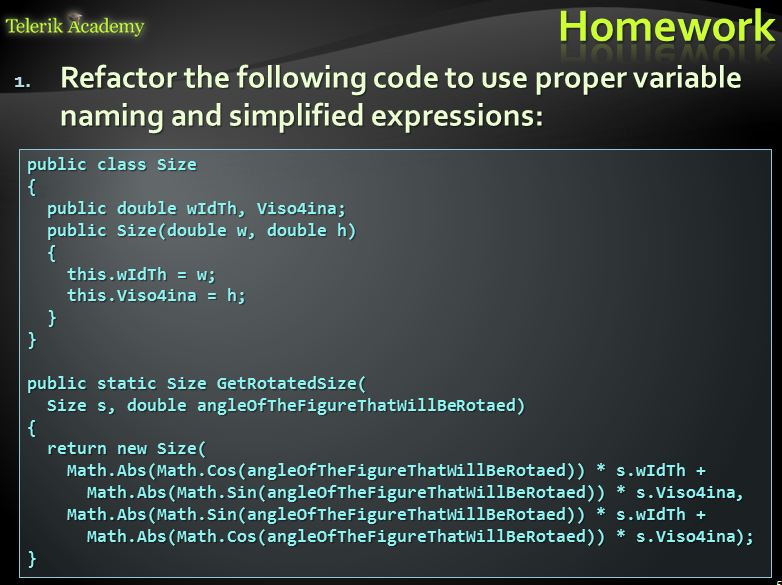 Telerik Academy
Homework
1. Refactor the following code to use proper variable
naming and simplified expressions:
public class Size
{
  public double wIdTh, Viso4ina;
  public Size(double w, double h)
  {
    this.wIdTh = w;
    this.Viso4ina = h;
  }
}

public static Size GetRotatedSize(
  Size s, double angleOfTheFigureThatWillBeRotaed)
{
  return new Size(
    Math.Abs(Math.Cos(angleOfTheFigureThatWillBeRotaed)) * s.wIdTh +
      Math.Abs(Math.Sin(angleOfTheFigureThatWillBeRotaed)) * s.Viso4ina,
    Math.Abs(Math.Sin(angleOfTheFigureThatWillBeRotaed)) * s.wIdTh +
      Math.Abs(Math.Cos(angleOfTheFigureThatWillBeRotaed)) * s.Viso4ina);
}